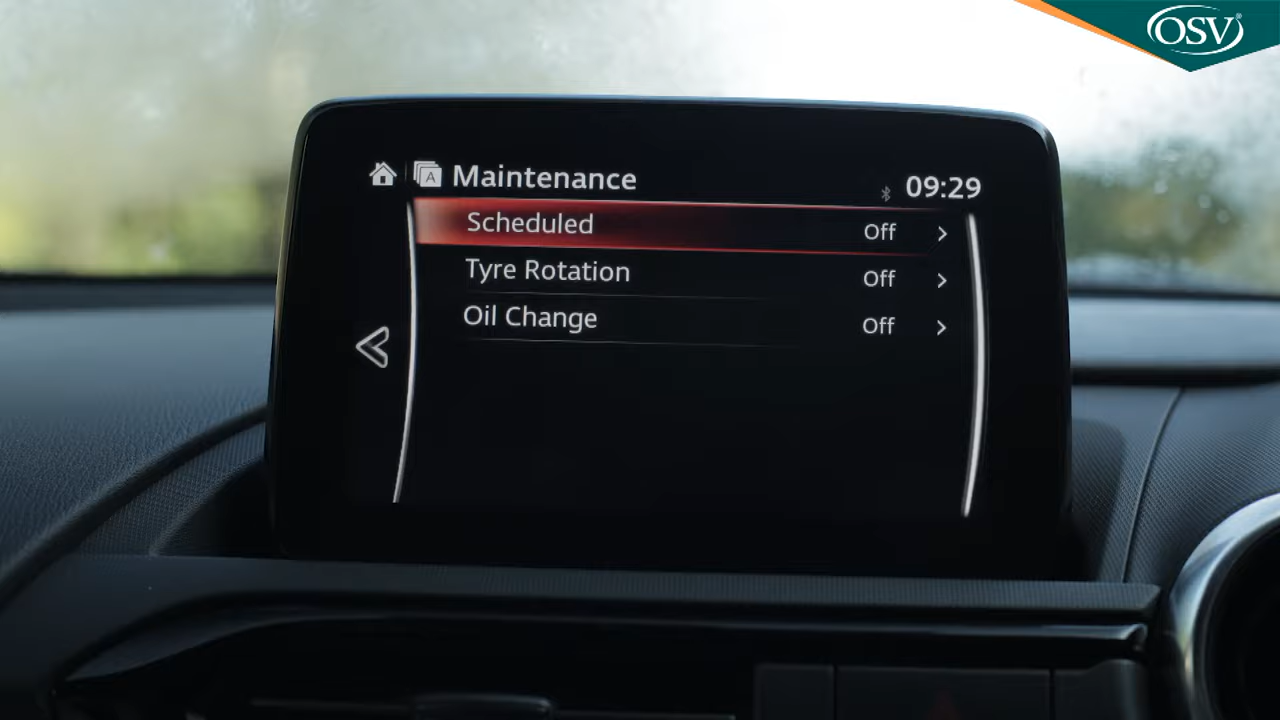 OSV
A Maintenance 09:29
Scheduled Off
Tyre Rotation Off
Oil Change Off